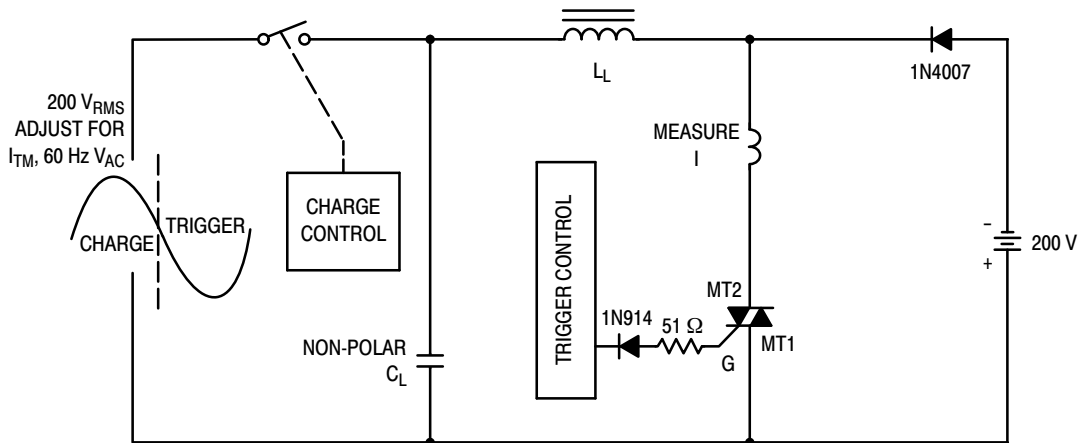 200 V_RMS
ADJUST FOR
I_TM, 60 Hz V_AC
CHARGE
TRIGGER
CHARGE
CONTROL
NON-POLAR
C_L
L_L
MEASURE
I
TRIGGER CONTROL
1N914
51 Ω
G
MT2
MT1
1N4007
-
+
200 V